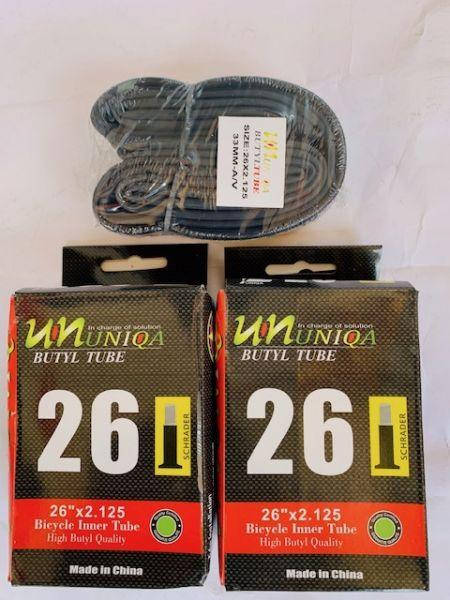 UNIQA
BUTYL TUBE
SIZE:26X2.125
33MM-A/V
In charge of solution
UNUNIQA
BUTYL TUBE
26
SCHRADER
26"x2.125
Bicycle Inner Tube
High Butyl Quality
Made in China
In charge of solution
UNUNIQA
BUTYL TUBE
26
SCHRADER
26"x2.125
Bicycle Inner Tube
High Butyl Quality
Made in China